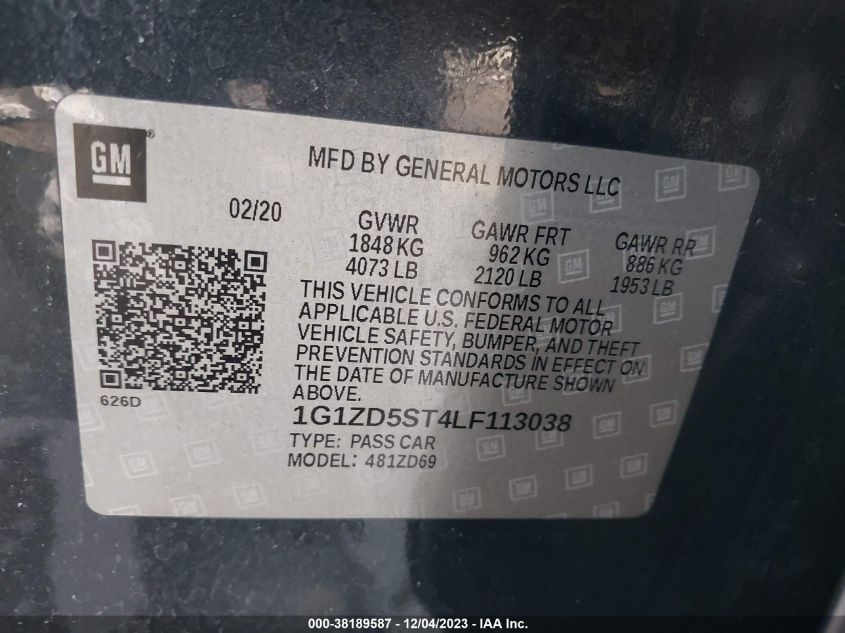 GM®
MFD BY GENERAL MOTORS LLC
02/20
GVWR
1848 KG
4073 LB
GAWR FRT
962 KG
2120 LB
GAWR RR
886 KG
1953 LB
THIS VEHICLE CONFORMS TO ALL
APPLICABLE U.S. FEDERAL MOTOR
VEHICLE SAFETY, BUMPER, AND THEFT
PREVENTION STANDARDS IN EFFECT ON
THE DATE OF MANUFACTURE SHOWN
ABOVE.
626D
1G1ZD5ST4LF113038
TYPE: PASS CAR
MODEL: 481ZD69
000-38189587 - 12/04/2023 - IAA Inc.